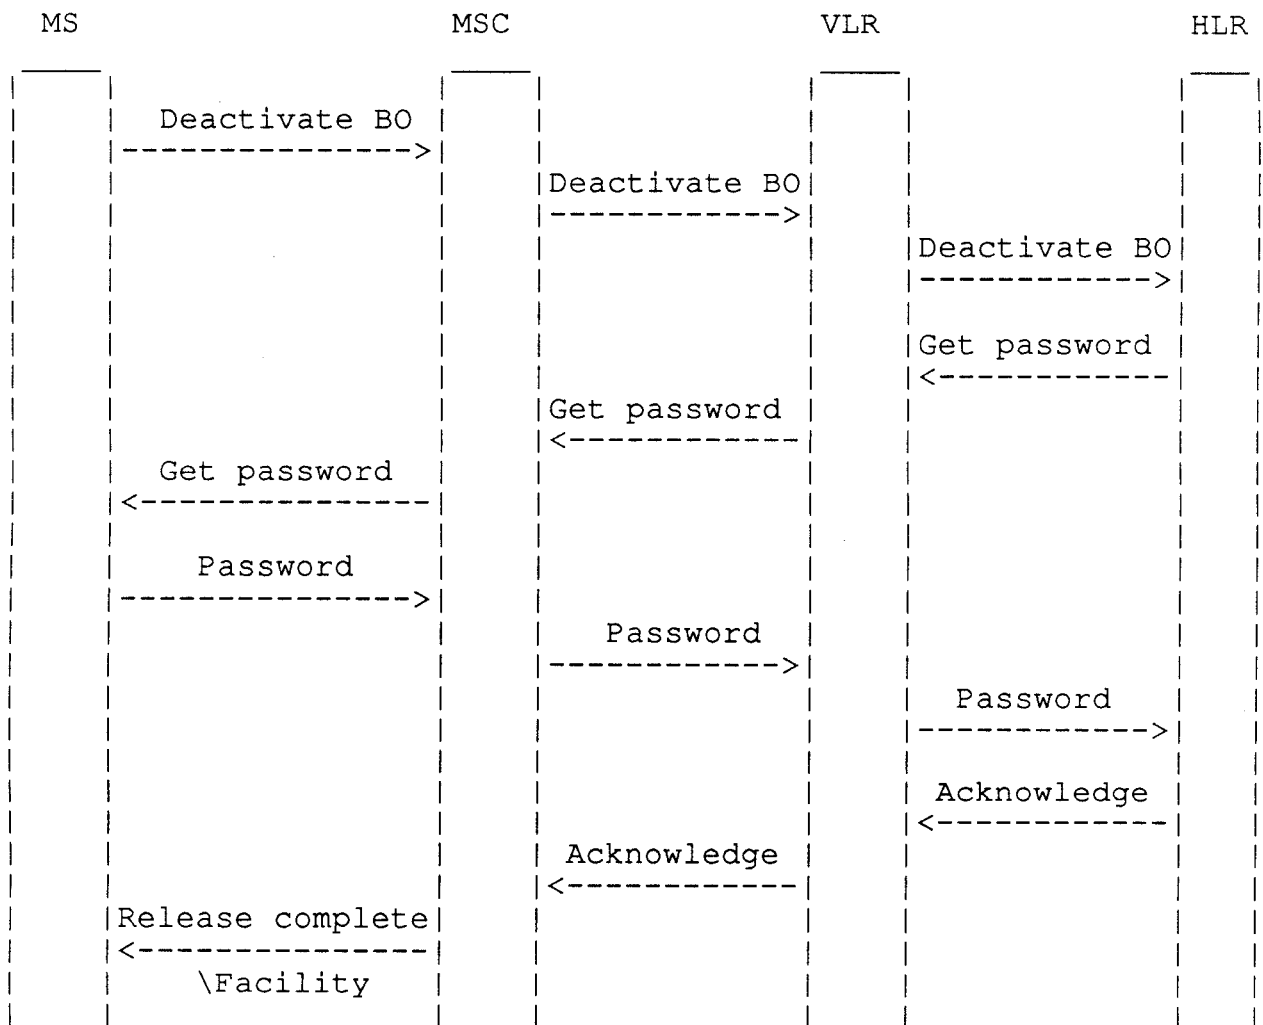 MS MSC VLR HLR
Deactivate BO
Deactivate BO
Deactivate BO
Get password
Get password
Get password
Password
Password
Password
Acknowledge
Acknowledge
Release complete
\Facility